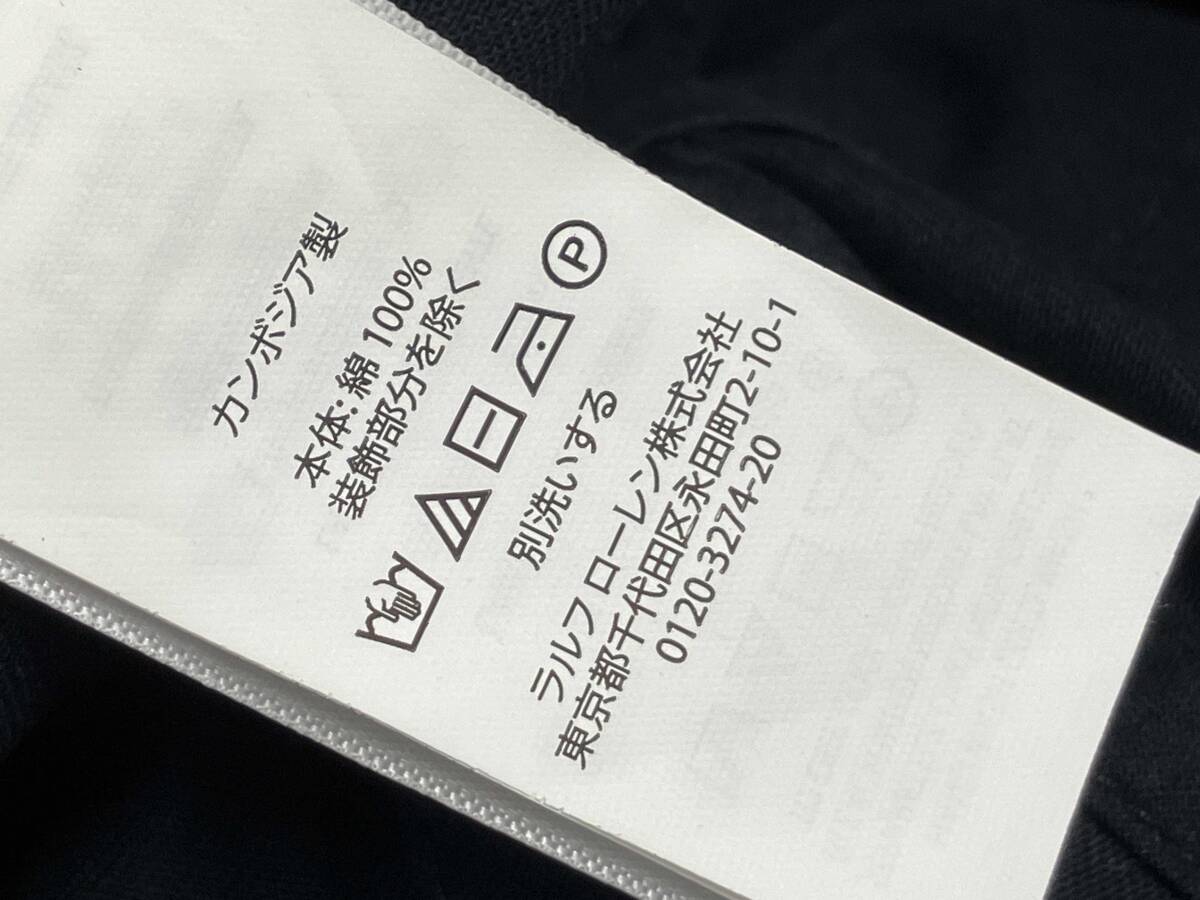 カンボジア製
本体: 綿 100%
装飾部分を除く
P
別洗いする
ラルフ ローレン株式会社
東京都千代田区永田町2-10-1
0120-3274-20